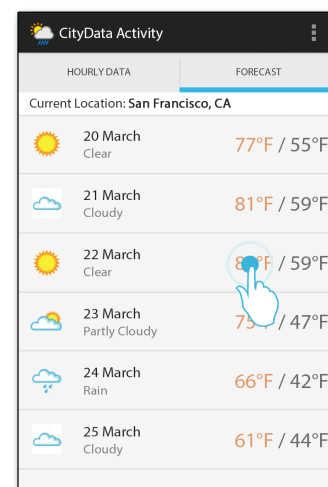 CityData Activity
HOURLY DATA
FORECAST
Current Location: San Francisco, CA
20 March
77°F / 55°F
Clear
21 March
81°F / 59°F
Cloudy
22 March
/ 59°F
Clear
23 March
/ 47°F
Partly Cloudy
24 March
66°F / 42°F
Rain
25 March
61°F / 44°F
Cloudy